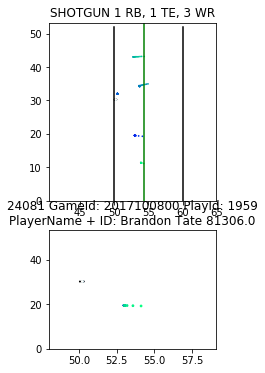 SHOTGUN 1 RB, 1 TE, 3 WR
50
40
30
20
10
0
45 50 55 60 65
24081 GameId: 2017100800 PlayId: 1959
PlayerName + ID: Brandon Tate 81306.0
40
20
0
50.0 52.5 55.0 57.5